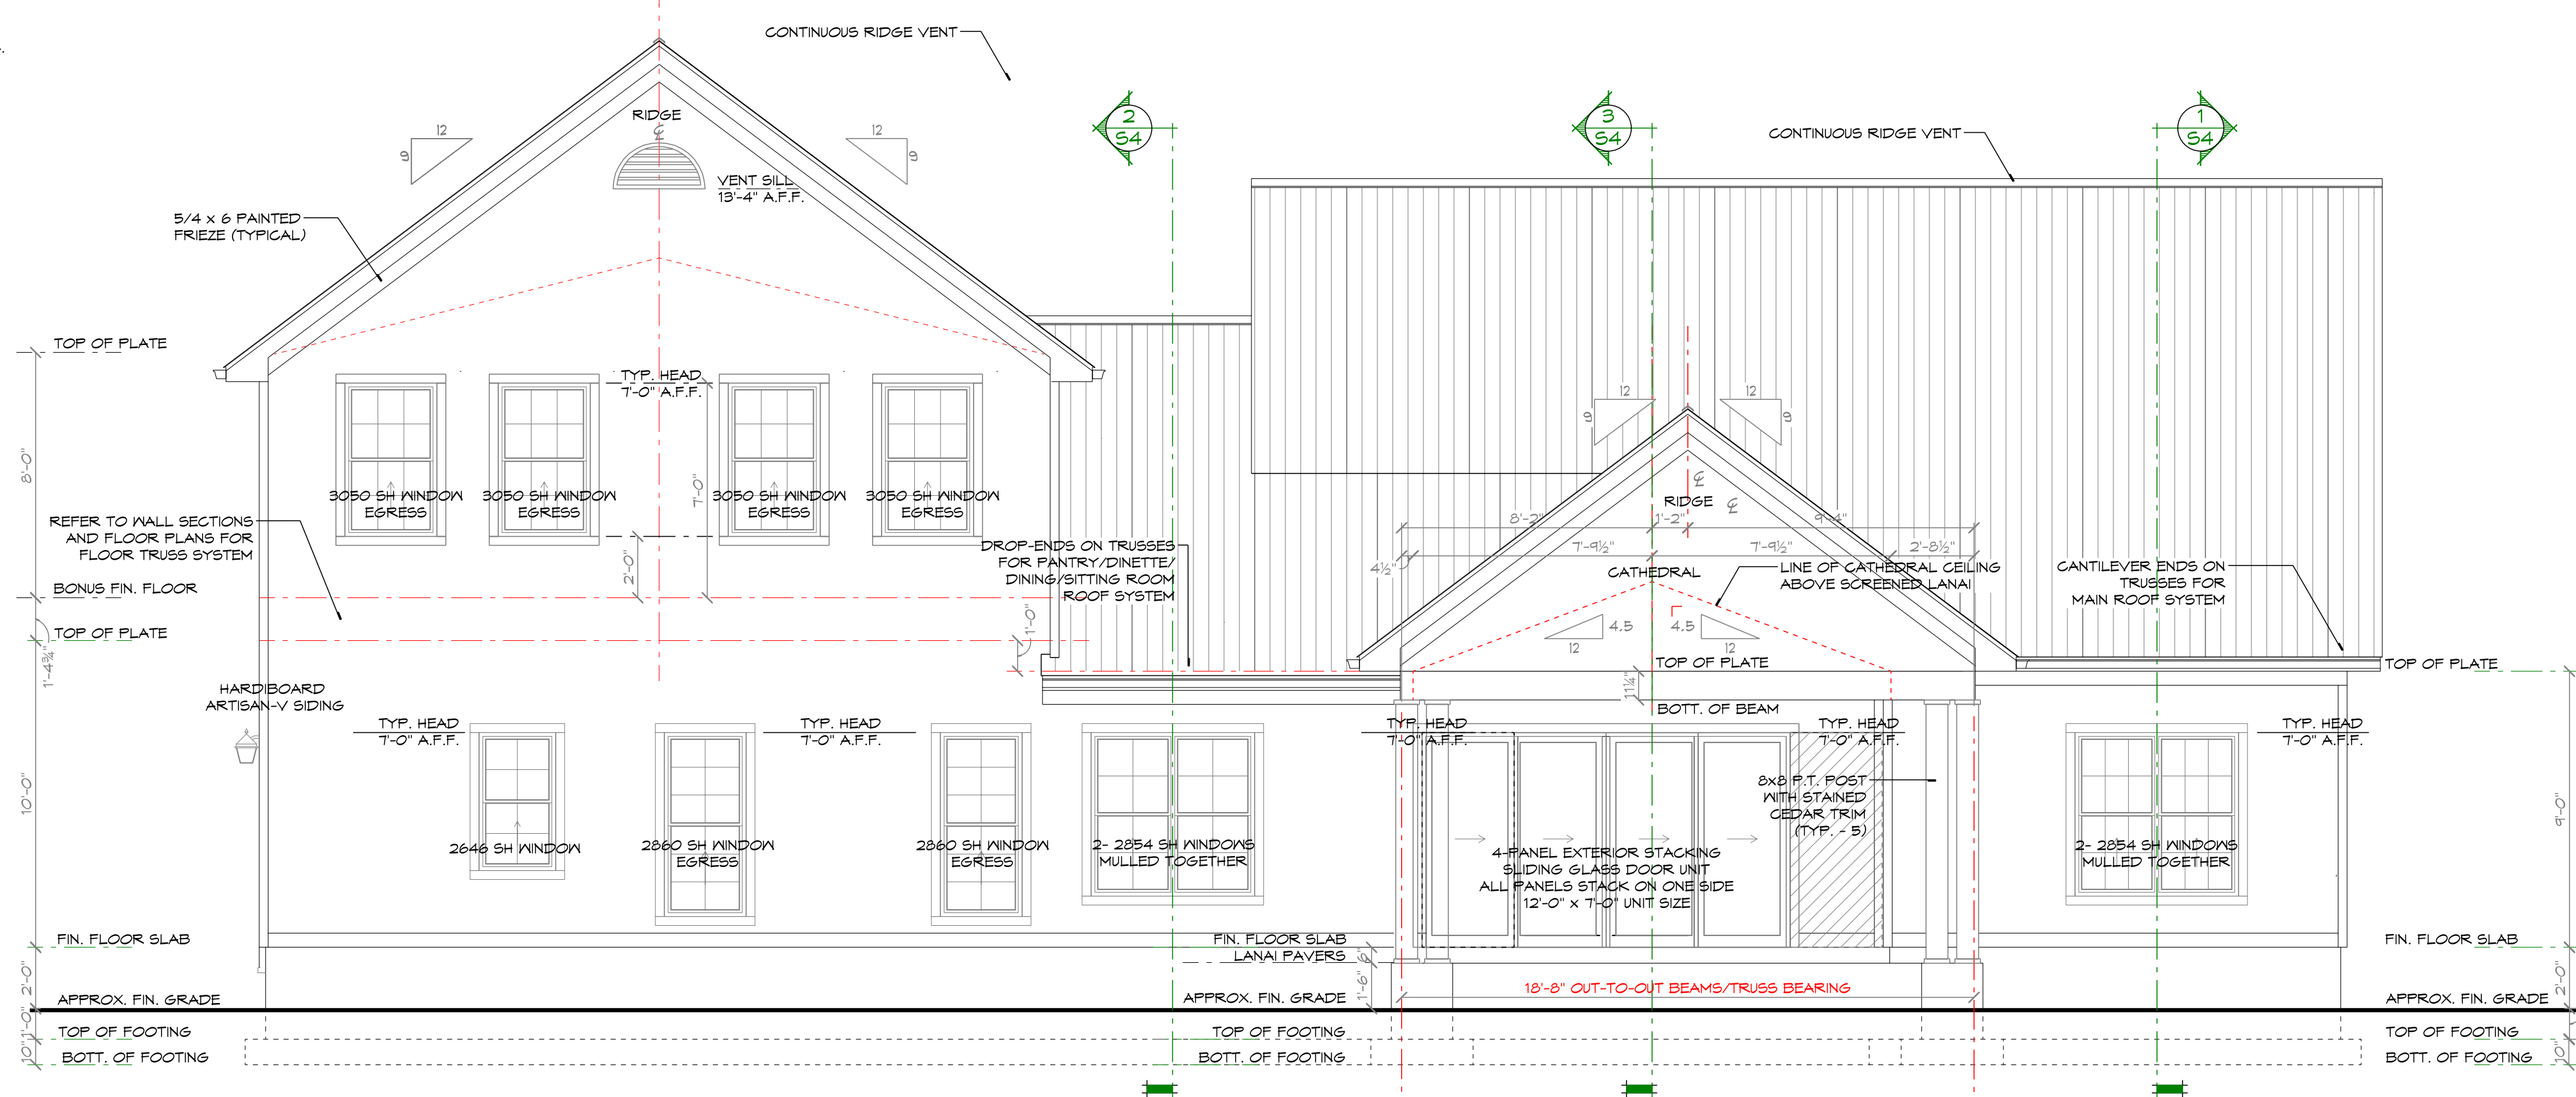 CONTINUOUS RIDGE VENT
RIDGE
℄
12
9
12
9
VENT SILL
13'-4" A.F.F.
5/4 x 6 PAINTED
FRIEZE (TYPICAL)
2
S4
3
S4
1
S4
CONTINUOUS RIDGE VENT
TOP OF PLATE
8'-0"
TYP. HEAD
7'-0" A.F.F.
3050 SH WINDOW
EGRESS
3050 SH WINDOW
EGRESS
3050 SH WINDOW
EGRESS
3050 SH WINDOW
EGRESS
7'-0"
2'-0"
REFER TO WALL SECTIONS
AND FLOOR PLANS FOR
FLOOR TRUSS SYSTEM
BONUS FIN. FLOOR
TOP OF PLATE
1'-4¾"
DROP-ENDS ON TRUSSES
FOR PANTRY/DINETTE/
DINING/SITTING ROOM
ROOF SYSTEM
1'-0"
12
9
12
9
℄
RIDGE
℄
8'-2"
1'-2"
9'-4"
4½"
7'-9½"
7'-9½"
2'-8½"
CATHEDRAL
LINE OF CATHEDRAL CEILING
ABOVE SCREENED LANAI
4.5
12
4.5
12
CANTILEVER ENDS ON
TRUSSES FOR
MAIN ROOF SYSTEM
TOP OF PLATE
11¼"
BOTT. OF BEAM
TOP OF PLATE
HARDIBOARD
ARTISAN-V SIDING
TYP. HEAD
7'-0" A.F.F.
TYP. HEAD
7'-0" A.F.F.
TYP. HEAD
7'-0" A.F.F.
TYP. HEAD
7'-0" A.F.F.
TYP. HEAD
7'-0" A.F.F.
10'-0"
2646 SH WINDOW
2860 SH WINDOW
EGRESS
2860 SH WINDOW
EGRESS
2- 2854 SH WINDOWS
MULLED TOGETHER
8x8 P.T. POST
WITH STAINED
CEDAR TRIM
(TYP. - 5)
4-PANEL EXTERIOR STACKING
SLIDING GLASS DOOR UNIT
ALL PANELS STACK ON ONE SIDE
12'-0" x 7'-0" UNIT SIZE
2- 2854 SH WINDOWS
MULLED TOGETHER
9'-0"
FIN. FLOOR SLAB
2'-0"
APPROX. FIN. GRADE
1'-0"
TOP OF FOOTING
10"
BOTT. OF FOOTING
FIN. FLOOR SLAB
LANAI PAVERS
6"
1'-6"
APPROX. FIN. GRADE
TOP OF FOOTING
BOTT. OF FOOTING
18'-8" OUT-TO-OUT BEAMS/TRUSS BEARING
FIN. FLOOR SLAB
2'-0"
APPROX. FIN. GRADE
TOP OF FOOTING
10"
BOTT. OF FOOTING